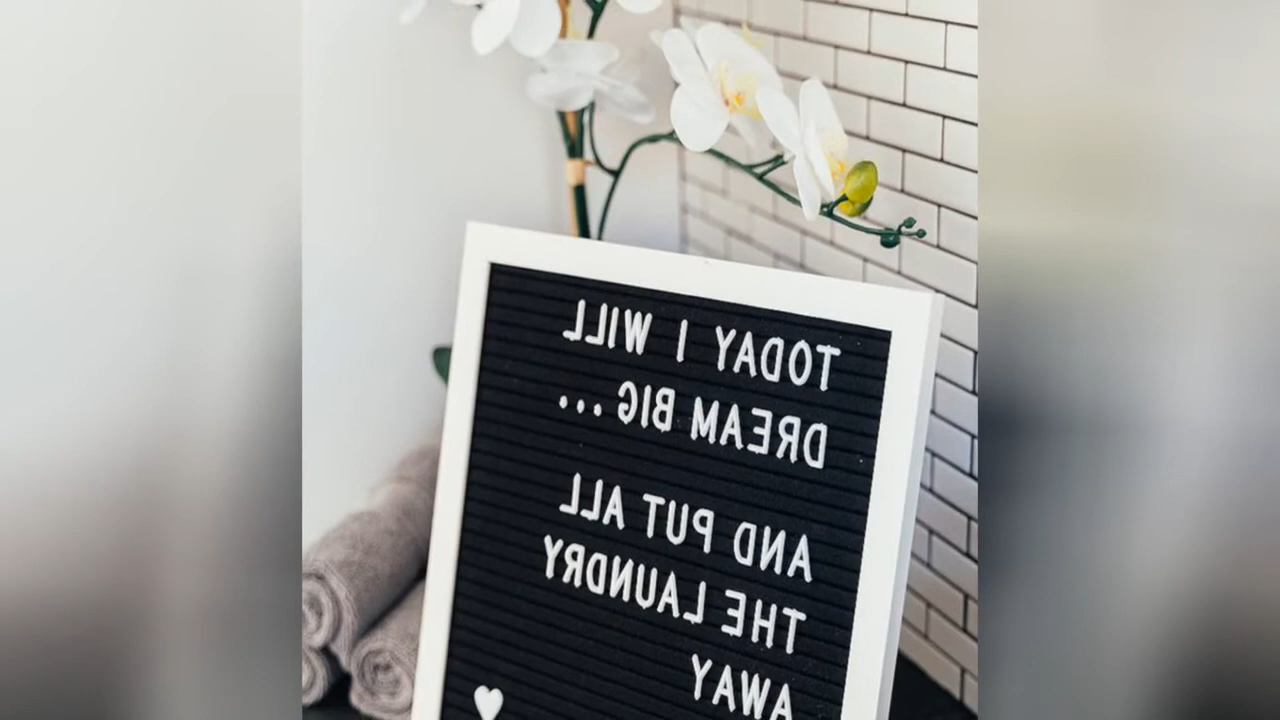 TODAY I WILL
DREAM BIG ...
AND PUT ALL
THE LAUNDRY
AWAY